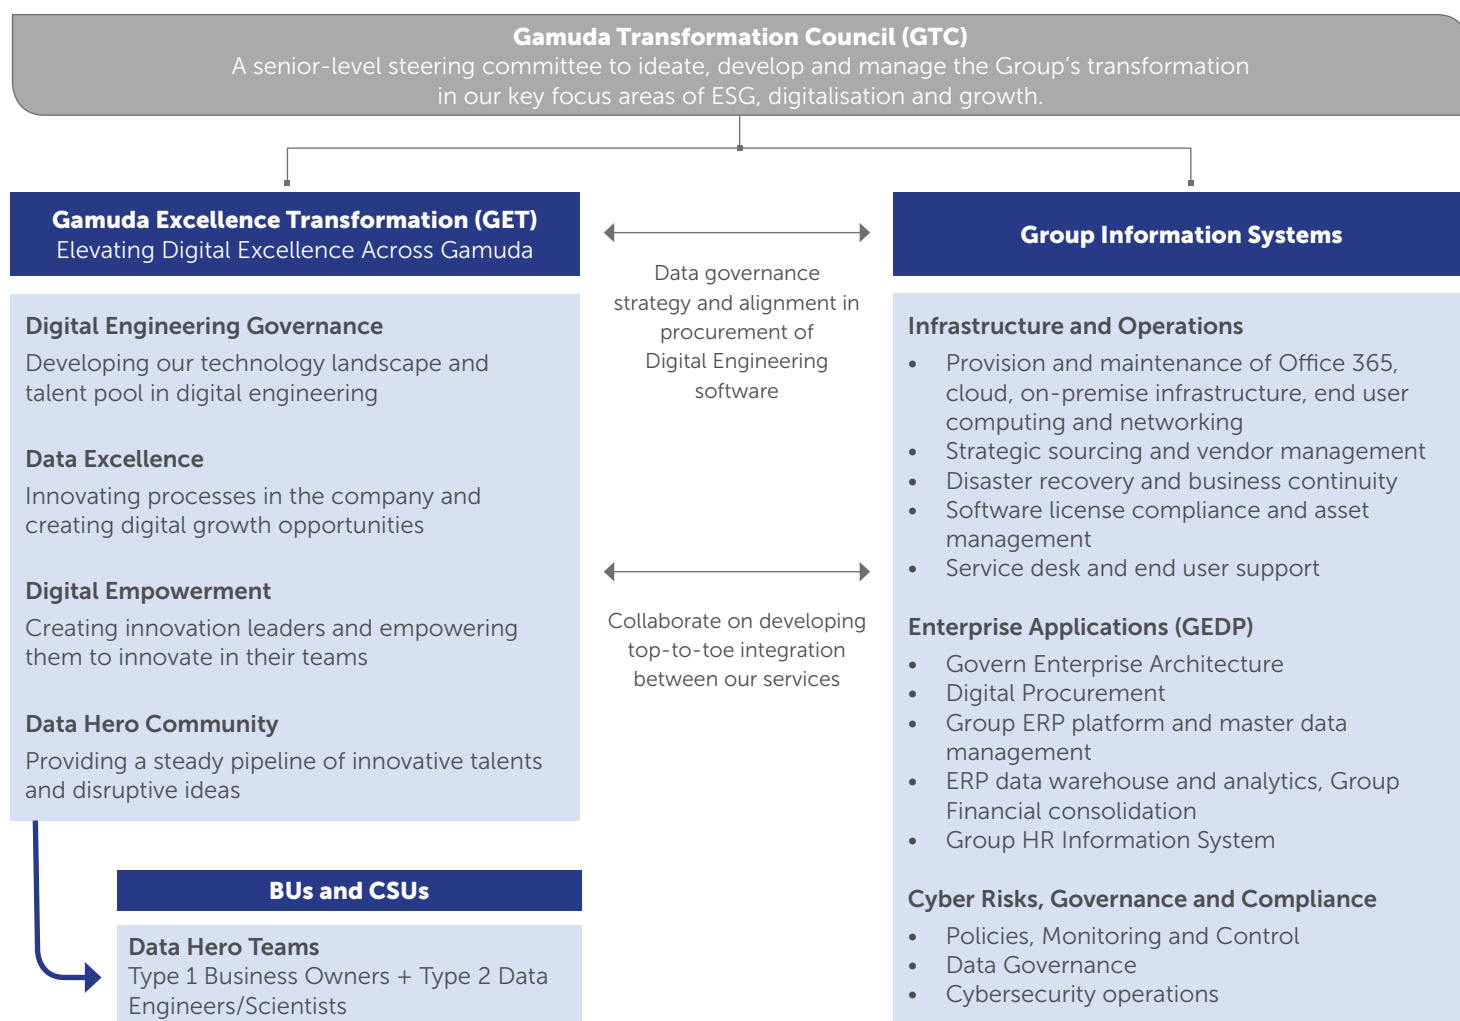 Gamuda Transformation Council (GTC)
A senior-level steering committee to ideate, develop and manage the Group's transformation
in our key focus areas of ESG, digitalisation and growth.
Gamuda Excellence Transformation (GET)
Elevating Digital Excellence Across Gamuda
Digital Engineering Governance
Developing our technology landscape and
talent pool in digital engineering
Data Excellence
Innovating processes in the company and
creating digital growth opportunities
Digital Empowerment
Creating innovation leaders and empowering
them to innovate in their teams
Data Hero Community
Providing a steady pipeline of innovative talents
and disruptive ideas
BUs and CSUs
Data Hero Teams
Type 1 Business Owners + Type 2 Data
Engineers/Scientists
Data governance
strategy and alignment in
procurement of
Digital Engineering
software
Collaborate on developing
top-to-toe integration
between our services
Group Information Systems
Infrastructure and Operations
• Provision and maintenance of Office 365,
cloud, on-premise infrastructure, end user
computing and networking
• Strategic sourcing and vendor management
• Disaster recovery and business continuity
• Software license compliance and asset
management
• Service desk and end user support
Enterprise Applications (GEDP)
• Govern Enterprise Architecture
• Digital Procurement
• Group ERP platform and master data
management
• ERP data warehouse and analytics, Group
Financial consolidation
• Group HR Information System
Cyber Risks, Governance and Compliance
• Policies, Monitoring and Control
• Data Governance
• Cybersecurity operations